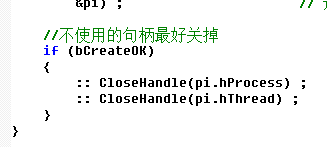 &pi) ; //
//不使用的句柄最好关掉
if (bCreateOK)
{
:: CloseHandle(pi.hProcess) ;
:: CloseHandle(pi.hThread) ;
}
}